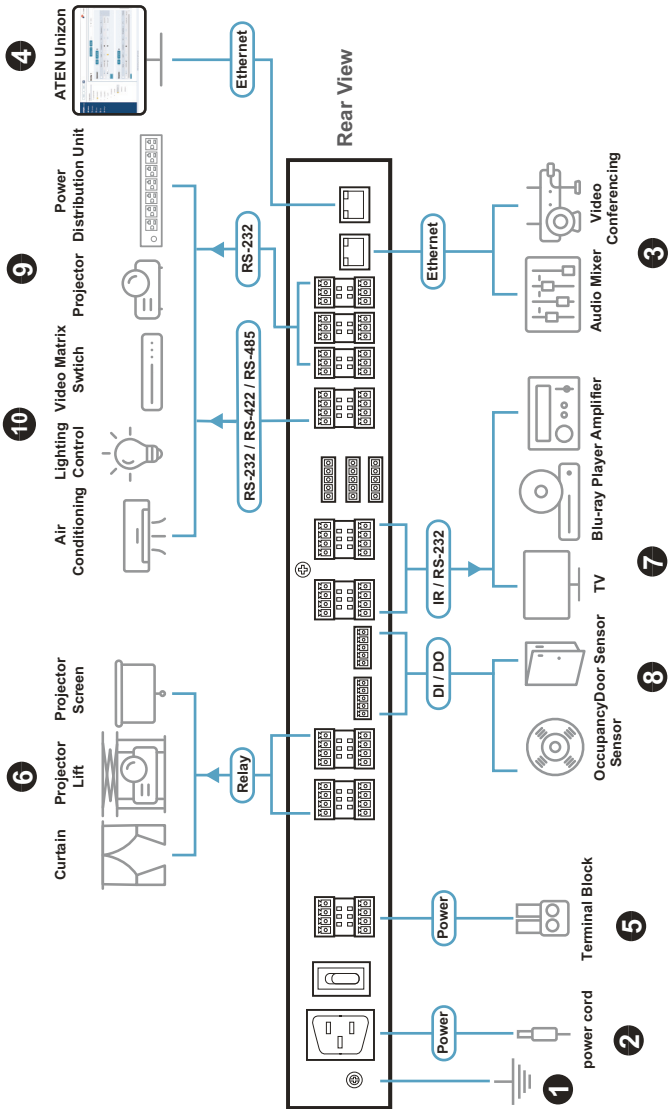 6
Curtain
Projector
Lift
Projector
Screen
10
Air
Conditioning
Lighting
Control
Video Matrix
Swtich
9
Projector
Power
Distribution Unit
4
ATEN Unizon
Relay
RS-232 / RS-422 / RS-485
RS-232
Ethernet
Rear View
Power
Power
DI / DO
IR / RS-232
Ethernet
power cord
Terminal Block
Occupancy
Sensor
Door Sensor
TV
Blu-ray Player
Amplifier
Audio Mixer
Video
Conferencing
1
2
5
8
7
3